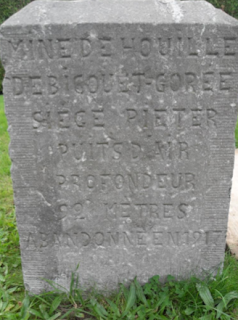 MINE DE HOUILLE
DE BICQUET-GOREE
SIEGE PIETER
PUITS D'AIR
PROFONDEUR
METRES
ABANDONNE EN 1917